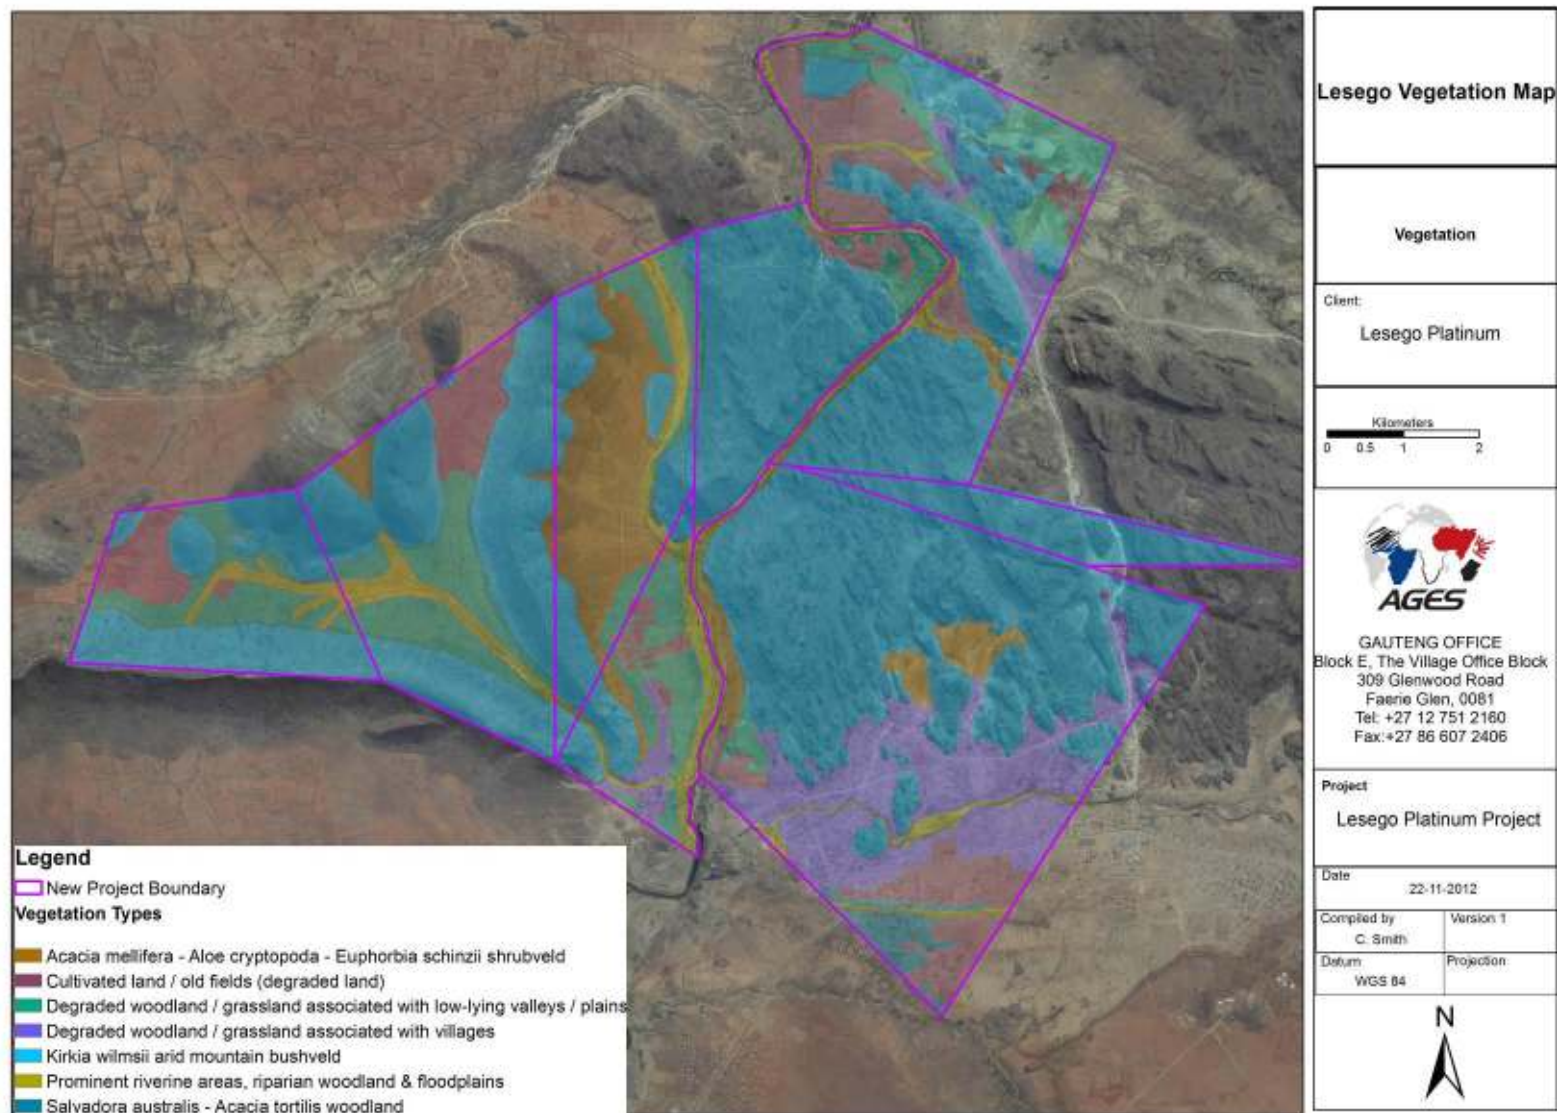 Lesego Vegetation Map
Vegetation
Client:
Lesego Platinum
Kilometers
0 0.5 1 2
AGES
GAUTENG OFFICE
Block E, The Village Office Block
309 Glenwood Road
Faerie Glen, 0081
Tel: +27 12 751 2160
Fax:+27 86 607 2406
Project
Lesego Platinum Project
Date
22-11-2012
Compiled by
C. Smith
Version 1
Datum
WGS 84
Projection
N
Legend
New Project Boundary
Vegetation Types
Acacia mellifera - Aloe cryptopoda - Euphorbia schinzii shrubveld
Cultivated land / old fields (degraded land)
Degraded woodland / grassland associated with low-lying valleys / plains
Degraded woodland / grassland associated with villages
Kirkia wilmsii arid mountain bushveld
Prominent riverine areas, riparian woodland & floodplains
Salvadora australis - Acacia tortilis woodland